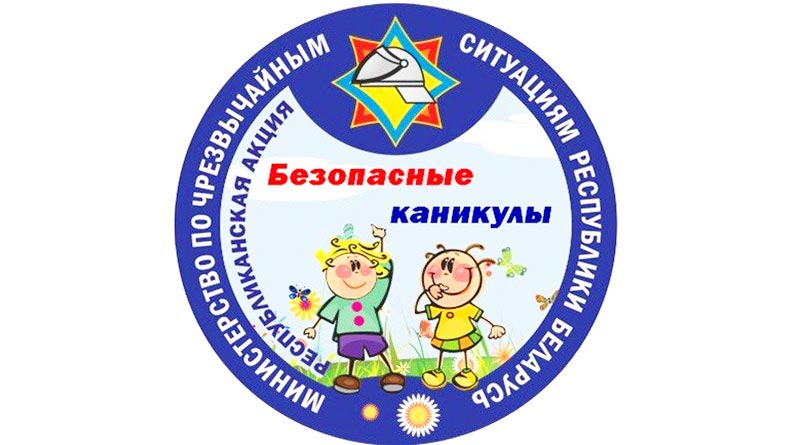 МИНИСТЕРСТВО ПО ЧРЕЗВЫЧАЙНЫМ СИТУАЦИЯМ РЕСПУБЛИКИ БЕЛАРУСЬ
РЕСПУБЛИКАНСКАЯ АКЦИЯ
Безопасные
каникулы